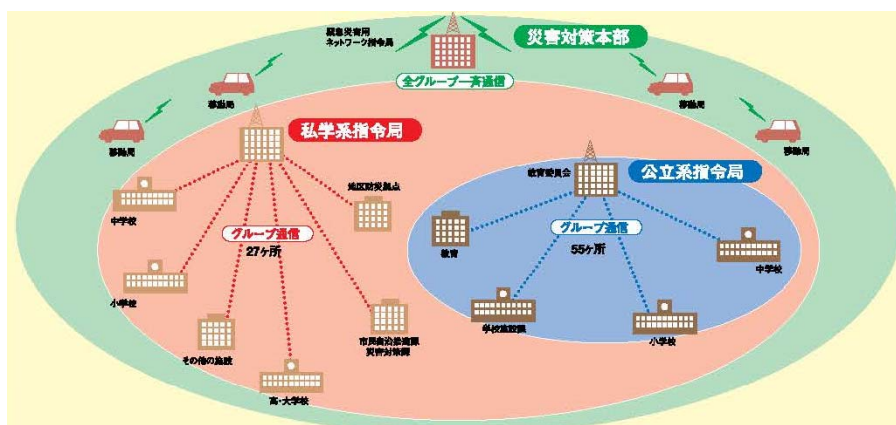 緊急災害用
ネットワーク指令局
災害対策本部
全グループ一斉通信
移動局
移動局
移動局
移動局
私学系指令局
教育委員会
公立系指令局
地区防災拠点
中学校
グループ通信
27ヶ所
グループ通信
55ヶ所
教育
中学校
小学校
学校施設課
小学校
その他の施設
市民自治推進課
災害対策課
高・大学校